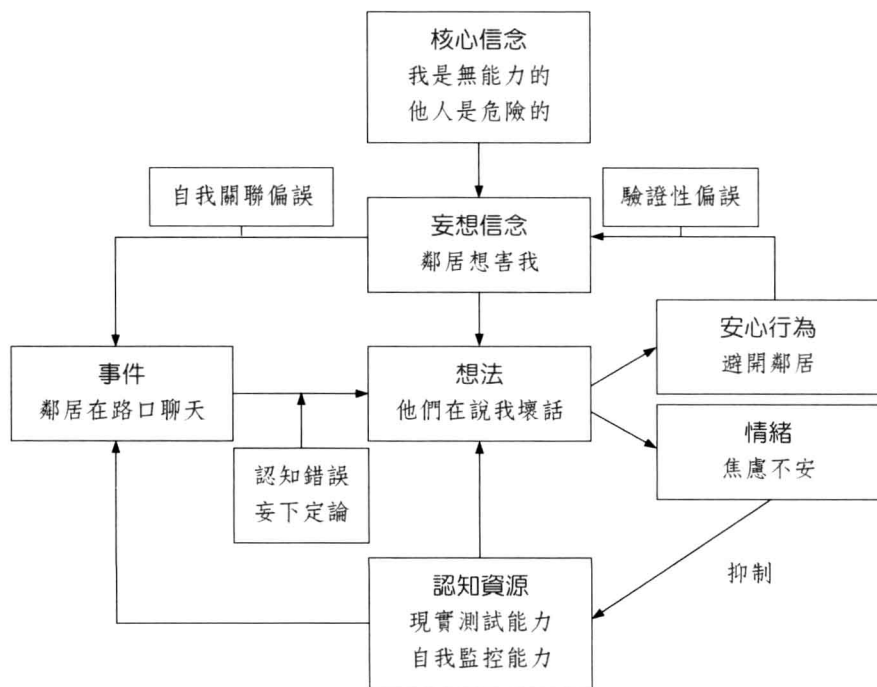 核心信念
我是無能力的
他人是危險的
自我關聯偏誤
驗證性偏誤
妄想信念
鄰居想害我
安心行為
避開鄰居
事件
鄰居在路口聊天
想法
他們在說我壞話
情緒
焦慮不安
認知錯誤
妄下定論
抑制
認知資源
現實測試能力
自我監控能力